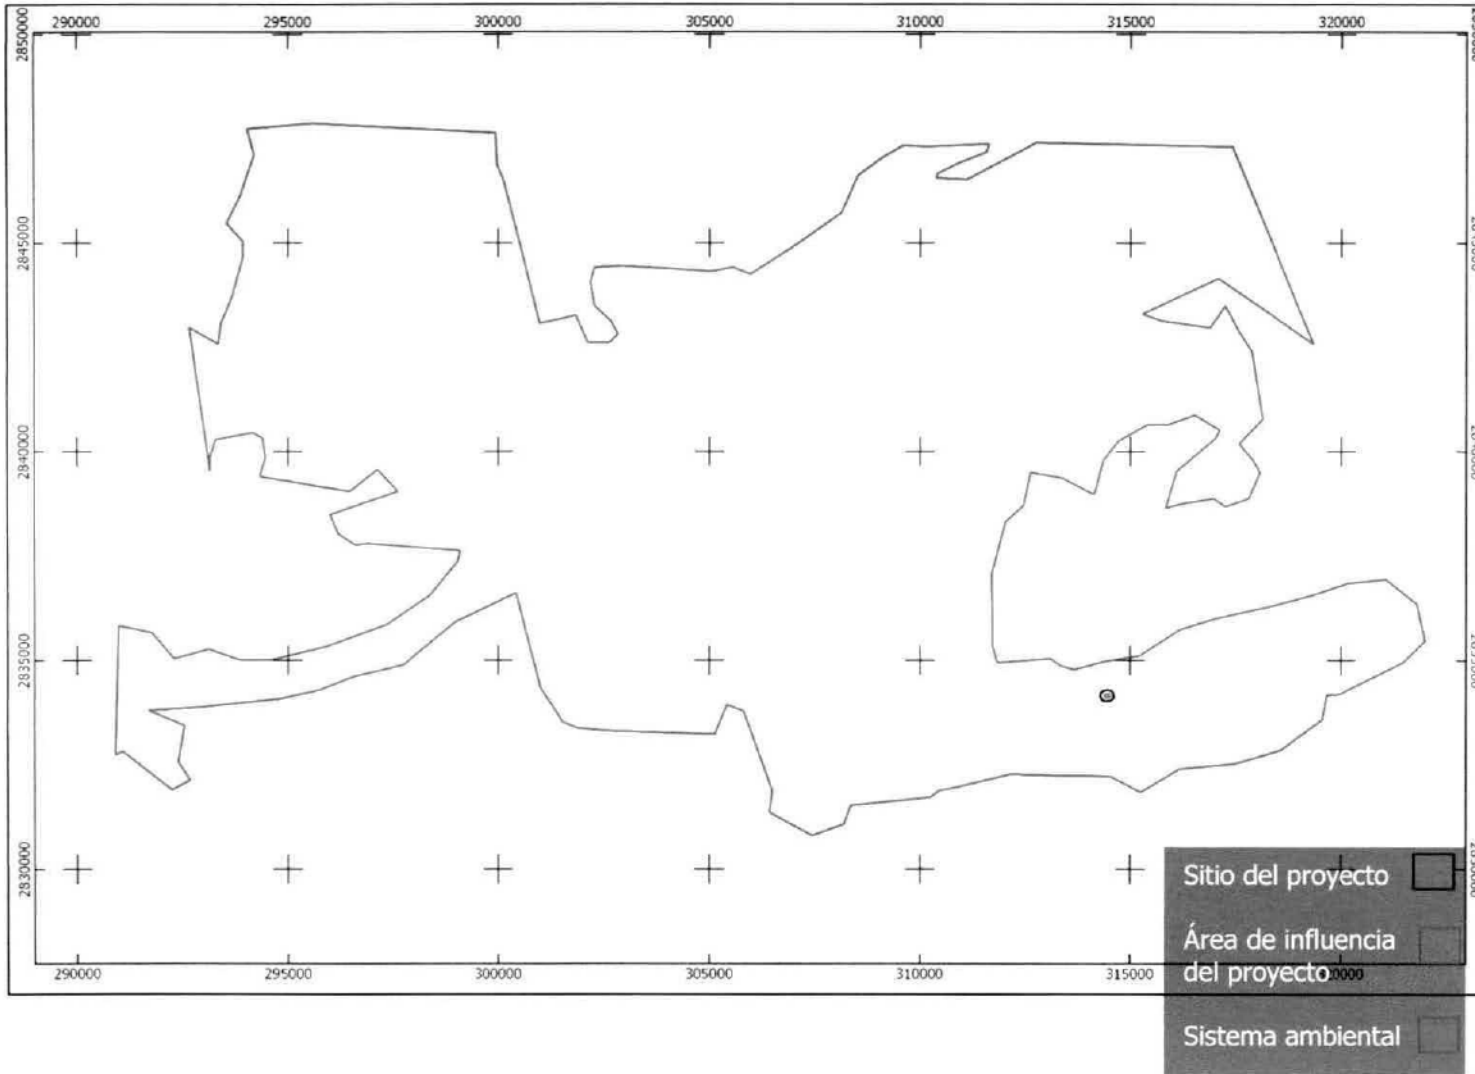 290000 295000 300000 305000 310000 315000 320000
2850000
2845000
2840000
2835000
2830000
290000 295000 300000 305000 310000 315000 320000
Sitio del proyecto
Área de influencia
del proyecto
Sistema ambiental